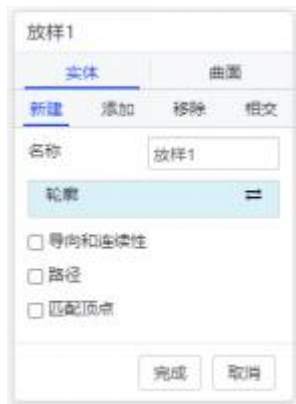 放样1
实体 曲面
新建 添加 移除 相交
名称 放样1
轮廓
导向和连续性
路径
匹配顶点
完成 取消